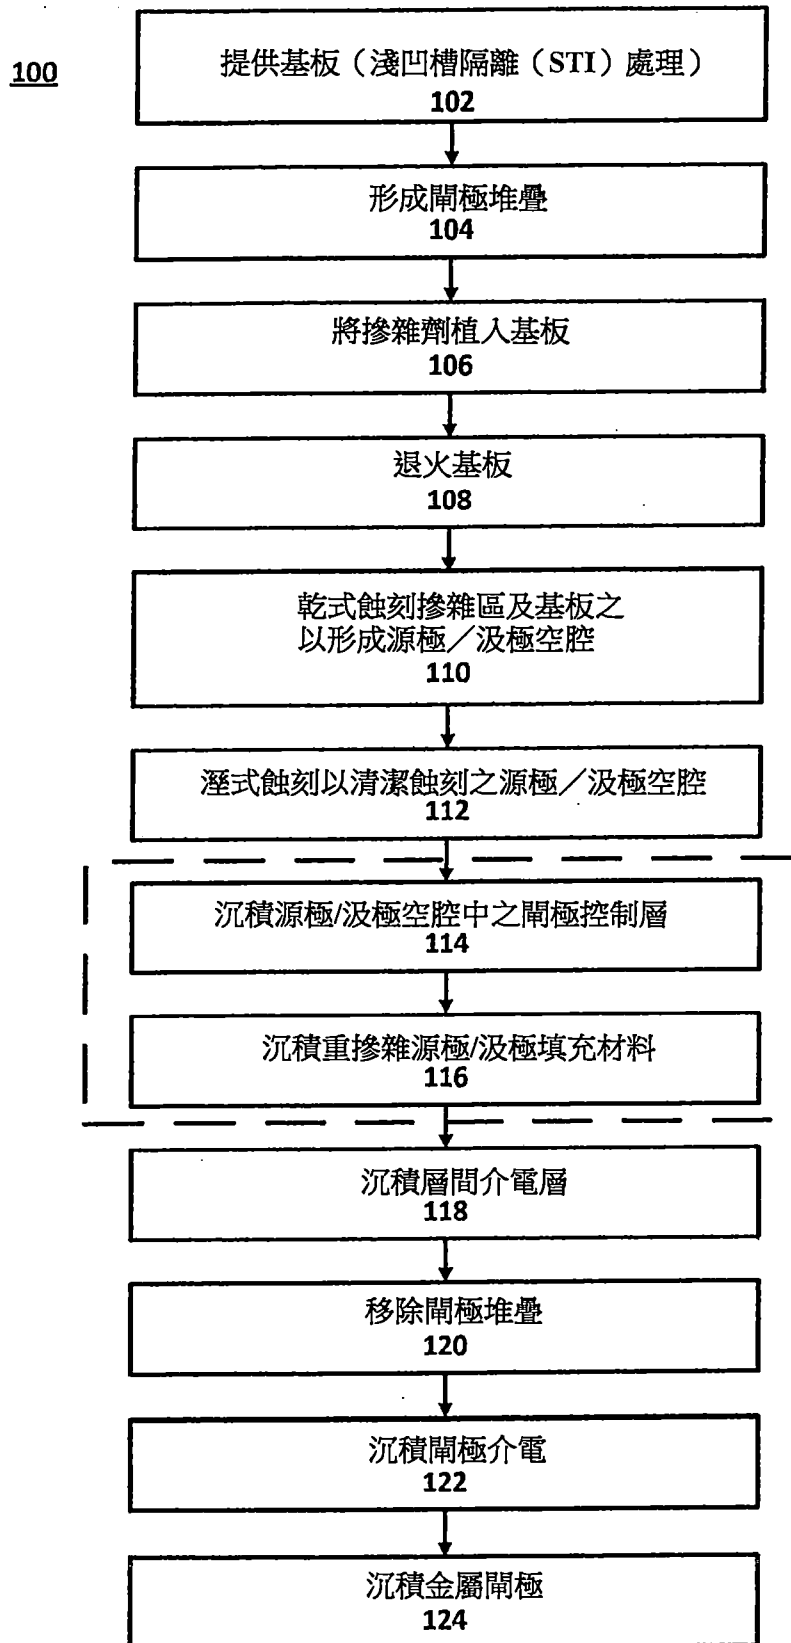 100
提供基板（淺凹槽隔離（STI）處理）
102
形成閘極堆疊
104
將摻雜劑植入基板
106
退火基板
108
乾式蝕刻摻雜區及基板之
以形成源極／汲極空腔
110
溼式蝕刻以清潔蝕刻之源極／汲極空腔
112
沉積源極/汲極空腔中之閘極控制層
114
沉積重摻雜源極/汲極填充材料
116
沉積層間介電層
118
移除閘極堆疊
120
沉積閘極介電
122
沉積金屬閘極
124